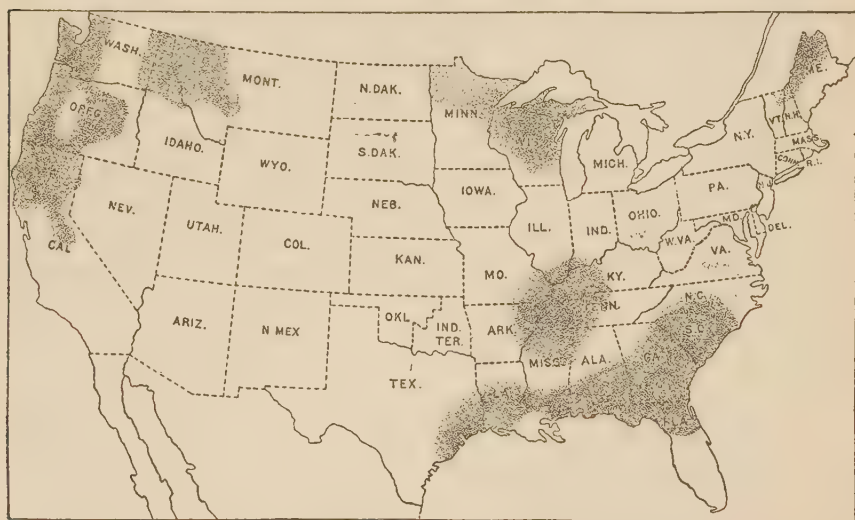 WASH.
MONT.
N.DAK.
MINN.
ME.
OREG.
VT.
N.H.
N.Y.
MASS.
IDAHO.
S.DAK.
WIS.
MICH.
CONN.
R.I.
WYO.
IOWA.
PA.
N.J.
NEV.
NEB.
OHIO.
UTAH.
ILL.
IND.
MD.
DEL.
COL.
W.VA.
VA.
CAL
KAN.
MO.
KY.
N.C.
ARIZ.
N MEX
OKL.
IND.
TER.
ARK.
S.C.
TEX.
MISS.
ALA.
GA.
LA.
FLA.